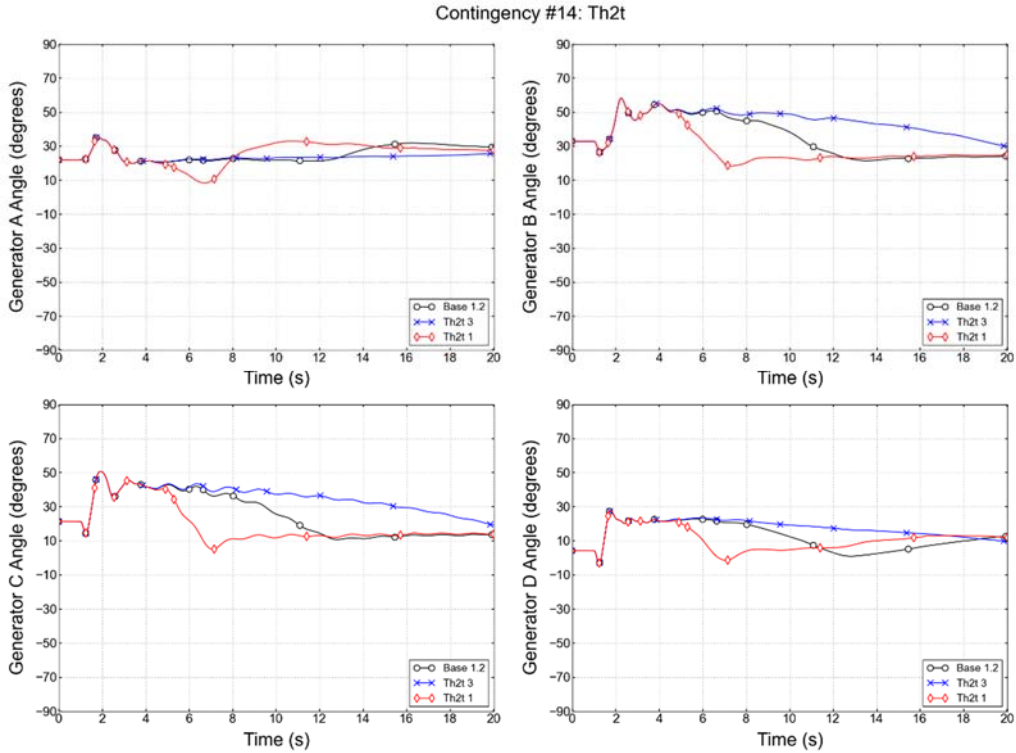 Contingency #14: Th2t
Generator A Angle (degrees)
90
70
50
30
10
−10
−30
−50
−70
−90
Base 1.2
Th2t 3
Th2t 1
0 2 4 6 8 10 12 14 16 18 20
Time (s)
Generator B Angle (degrees)
90
70
50
30
10
−10
−30
−50
−70
−90
Base 1.2
Th2t 3
Th2t 1
0 2 4 6 8 10 12 14 16 18 20
Time (s)
Generator C Angle (degrees)
90
70
50
30
10
−10
−30
−50
−70
−90
Base 1.2
Th2t 3
Th2t 1
0 2 4 6 8 10 12 14 16 18 20
Time (s)
Generator D Angle (degrees)
90
70
50
30
10
−10
−30
−50
−70
−90
Base 1.2
Th2t 3
Th2t 1
0 2 4 6 8 10 12 14 16 18 20
Time (s)